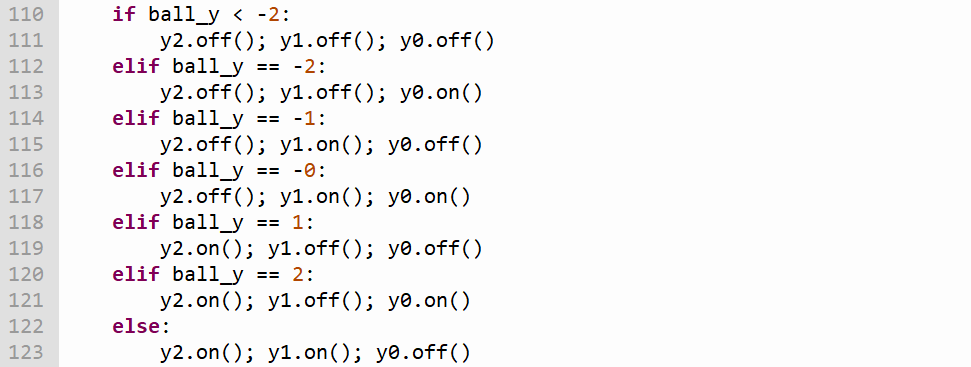 110 if ball_y < -2:
111 y2.off(); y1.off(); y0.off()
112 elif ball_y == -2:
113 y2.off(); y1.off(); y0.on()
114 elif ball_y == -1:
115 y2.off(); y1.on(); y0.off()
116 elif ball_y == -0:
117 y2.off(); y1.on(); y0.on()
118 elif ball_y == 1:
119 y2.on(); y1.off(); y0.off()
120 elif ball_y == 2:
121 y2.on(); y1.off(); y0.on()
122 else:
123 y2.on(); y1.on(); y0.off()